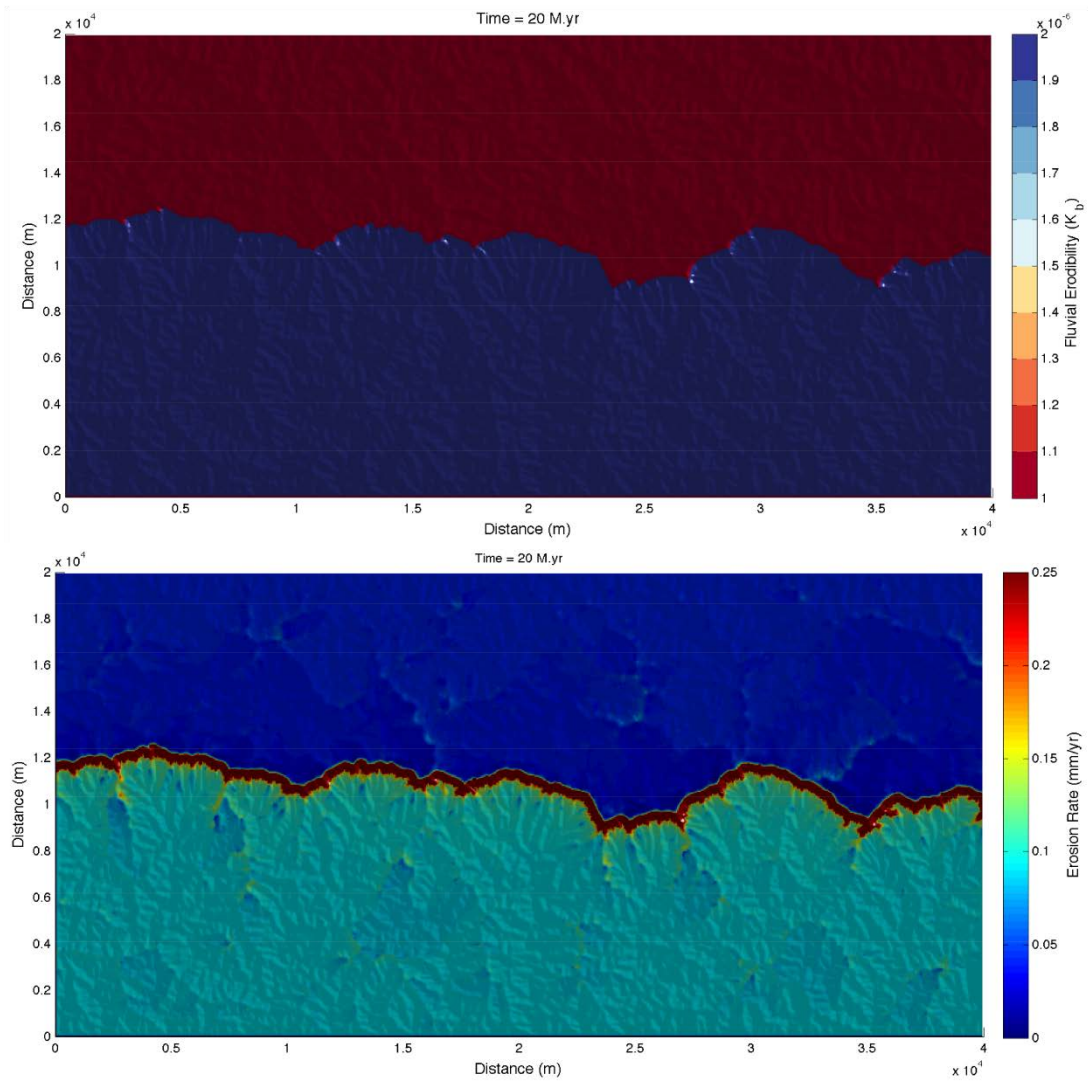 Time = 20 M.yr
x 10^4
2
1.8
1.6
1.4
1.2
1
0.8
0.6
0.4
0.2
0
Distance (m)
0 0.5 1 1.5 2 2.5 3 3.5 4
Distance (m)
x 10^4
x10^-6
2
1.9
1.8
1.7
1.6
1.5
1.4
1.3
1.2
1.1
1
Fluvial Erodibility (K_b)
Time = 20 M.yr
x 10^4
2
1.8
1.6
1.4
1.2
1
0.8
0.6
0.4
0.2
0
Distance (m)
0 0.5 1 1.5 2 2.5 3 3.5 4
Distance (m)
x 10^4
0.25
0.2
0.15
0.1
0.05
0
Erosion Rate (mm/yr)